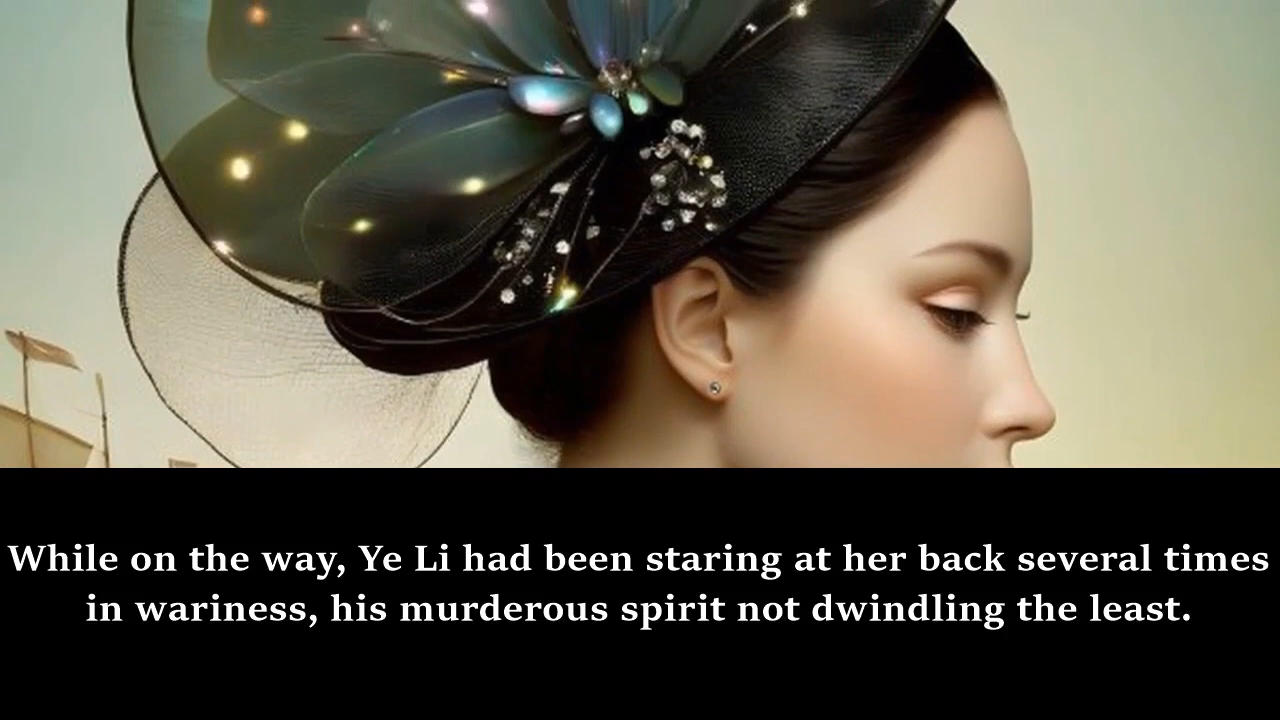 While on the way, Ye Li had been staring at her back several times
in wariness, his murderous spirit not dwindling the least.